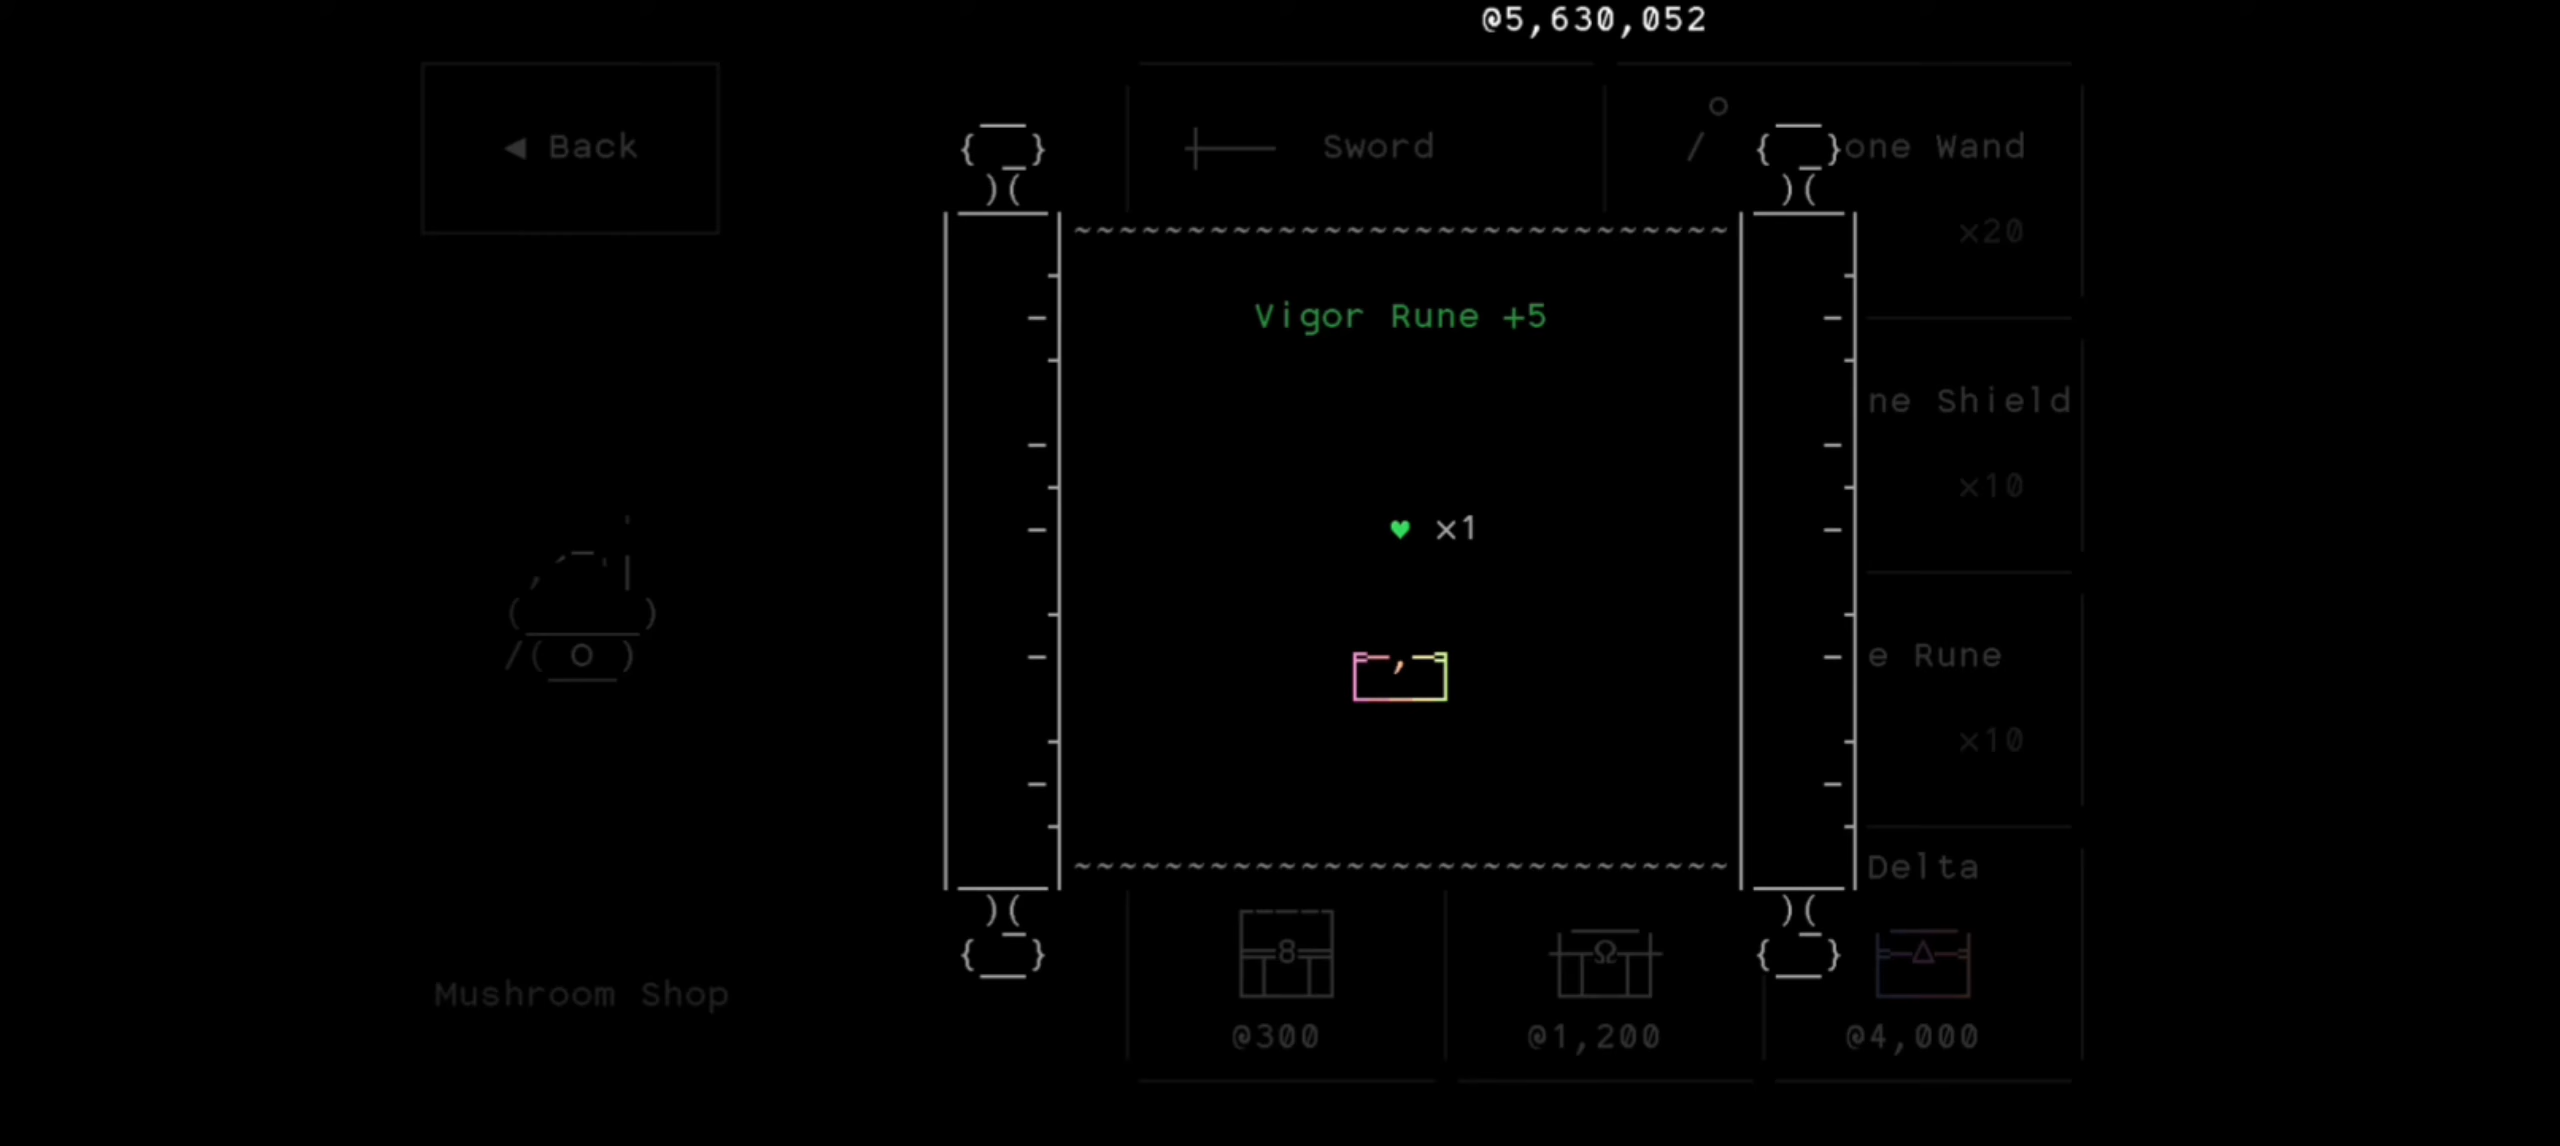 @5,630,052
◀ Back
Sword
one Wand
×20
Vigor Rune +5
ne Shield
×10
♥ ×1
e Rune
×10
Delta
8
Ω
△
Mushroom Shop
@300
@1,200
@4,000